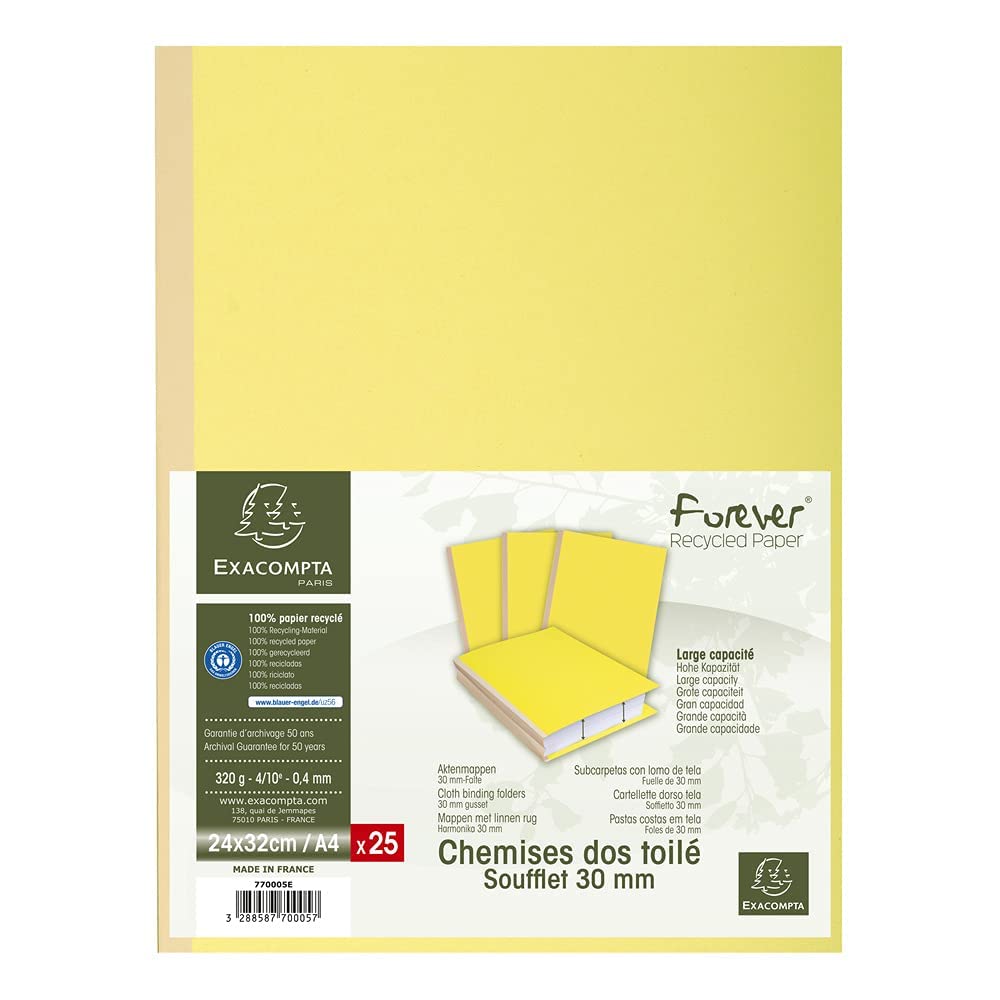 EXACOMPTA
PARIS
Forever®
Recycled Paper
100% papier recyclé
100% Recycling-Material
100% recycled paper
100% gerecycleerd
100% recicladas
100% riciclato
100% recicladas
BLAUER ENGEL
www.blauer-engel.de/uz56
Garantie d'archivage 50 ans
Archival Guarantee for 50 years
320 g - 4/10e - 0,4 mm
www.exacompta.com
138, quai de Jemmapes
75010 PARIS - FRANCE
24x32cm / A4 x 25
MADE IN FRANCE
770005E
3 288587 700057
Large capacité
Hohe Kapazität
Large capacity
Grote capaciteit
Gran capacidad
Grande capacità
Grande capacidade
Aktenmappen
30 mm-Falte
Cloth binding folders
30 mm gusset
Mappen met linnen rug
Harmonika 30 mm
Subcarpetas con lomo de tela
Fuelle de 30 mm
Cartellette dorso tela
Soffietto 30 mm
Pastas costas em tela
Foles de 30 mm
Chemises dos toilé
Soufflet 30 mm
EXACOMPTA